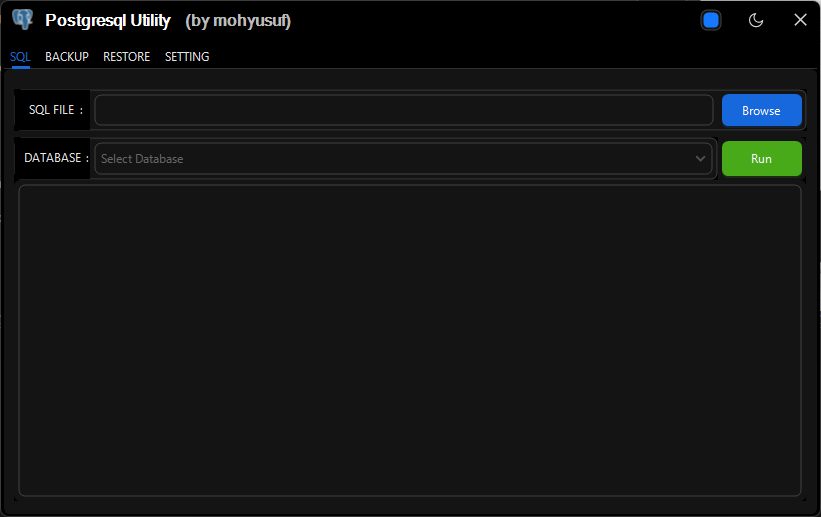 Postgresql Utility (by mohyusuf)
SQL BACKUP RESTORE SETTING
SQL FILE : Browse
DATABASE : Select Database Run